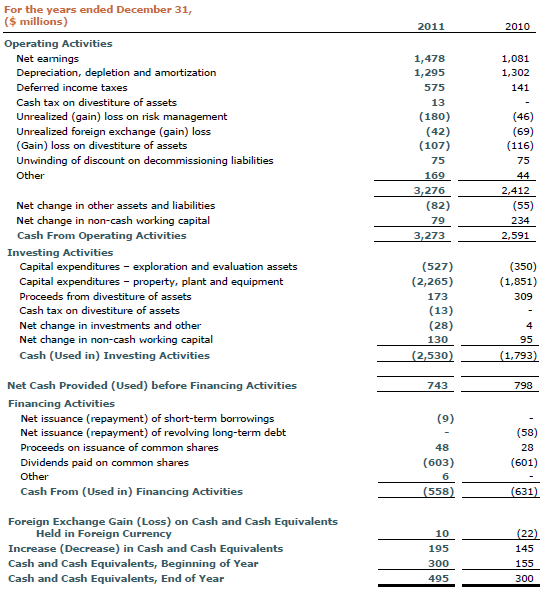 For the years ended December 31,
($ millions)
2011 2010
Operating Activities
Net earnings 1,478 1,081
Depreciation, depletion and amortization 1,295 1,302
Deferred income taxes 575 141
Cash tax on divestiture of assets 13 -
Unrealized (gain) loss on risk management (180) (46)
Unrealized foreign exchange (gain) loss (42) (69)
(Gain) loss on divestiture of assets (107) (116)
Unwinding of discount on decommissioning liabilities 75 75
Other 169 44
3,276 2,412
Net change in other assets and liabilities (82) (55)
Net change in non-cash working capital 79 234
Cash From Operating Activities 3,273 2,591
Investing Activities
Capital expenditures – exploration and evaluation assets (527) (350)
Capital expenditures – property, plant and equipment (2,265) (1,851)
Proceeds from divestiture of assets 173 309
Cash tax on divestiture of assets (13) -
Net change in investments and other (28) 4
Net change in non-cash working capital 130 95
Cash (Used in) Investing Activities (2,530) (1,793)
Net Cash Provided (Used) before Financing Activities 743 798
Financing Activities
Net issuance (repayment) of short-term borrowings (9) -
Net issuance (repayment) of revolving long-term debt - (58)
Proceeds on issuance of common shares 48 28
Dividends paid on common shares (603) (601)
Other 6 -
Cash From (Used in) Financing Activities (558) (631)
Foreign Exchange Gain (Loss) on Cash and Cash Equivalents
Held in Foreign Currency 10 (22)
Increase (Decrease) in Cash and Cash Equivalents 195 145
Cash and Cash Equivalents, Beginning of Year 300 155
Cash and Cash Equivalents, End of Year 495 300